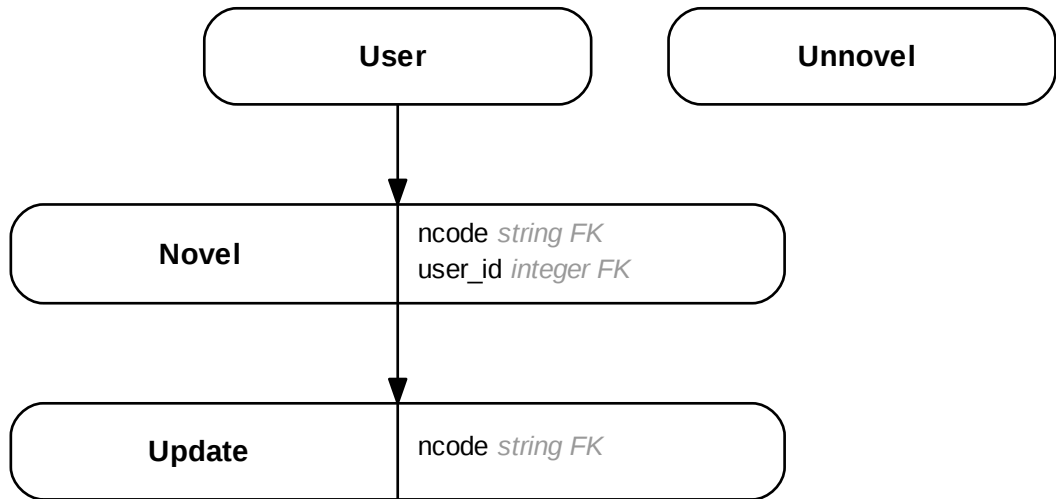 User
Unnovel
Novel
ncode string FK
user_id integer FK
Update
ncode string FK